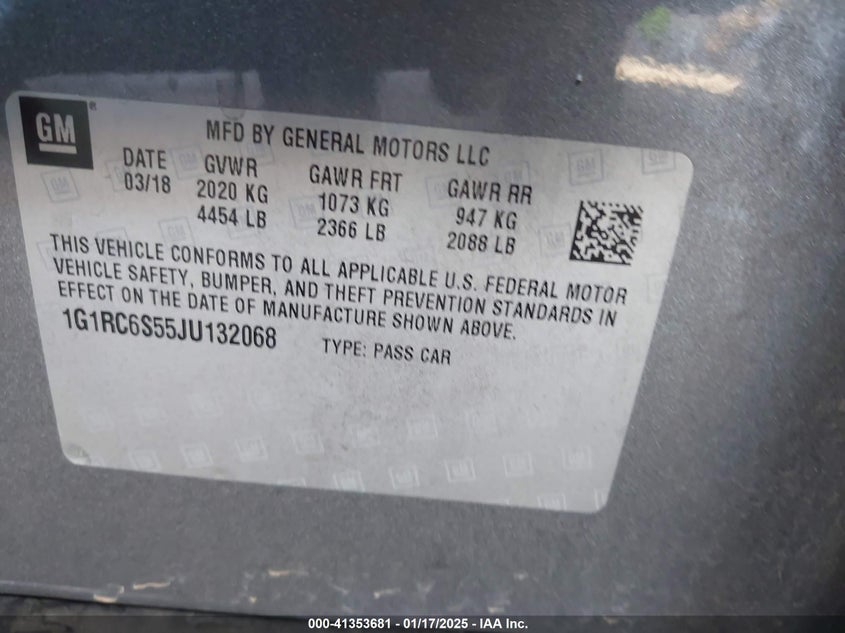 GM ®
MFD BY GENERAL MOTORS LLC
DATE GVWR GAWR FRT GAWR RR
03/18 2020 KG 1073 KG 947 KG
4454 LB 2366 LB 2088 LB
THIS VEHICLE CONFORMS TO ALL APPLICABLE U.S. FEDERAL MOTOR
VEHICLE SAFETY, BUMPER, AND THEFT PREVENTION STANDARDS IN
EFFECT ON THE DATE OF MANUFACTURE SHOWN ABOVE.
1G1RC6S55JU132068 TYPE: PASS CAR
000-41353681 - 01/17/2025 - IAA Inc.